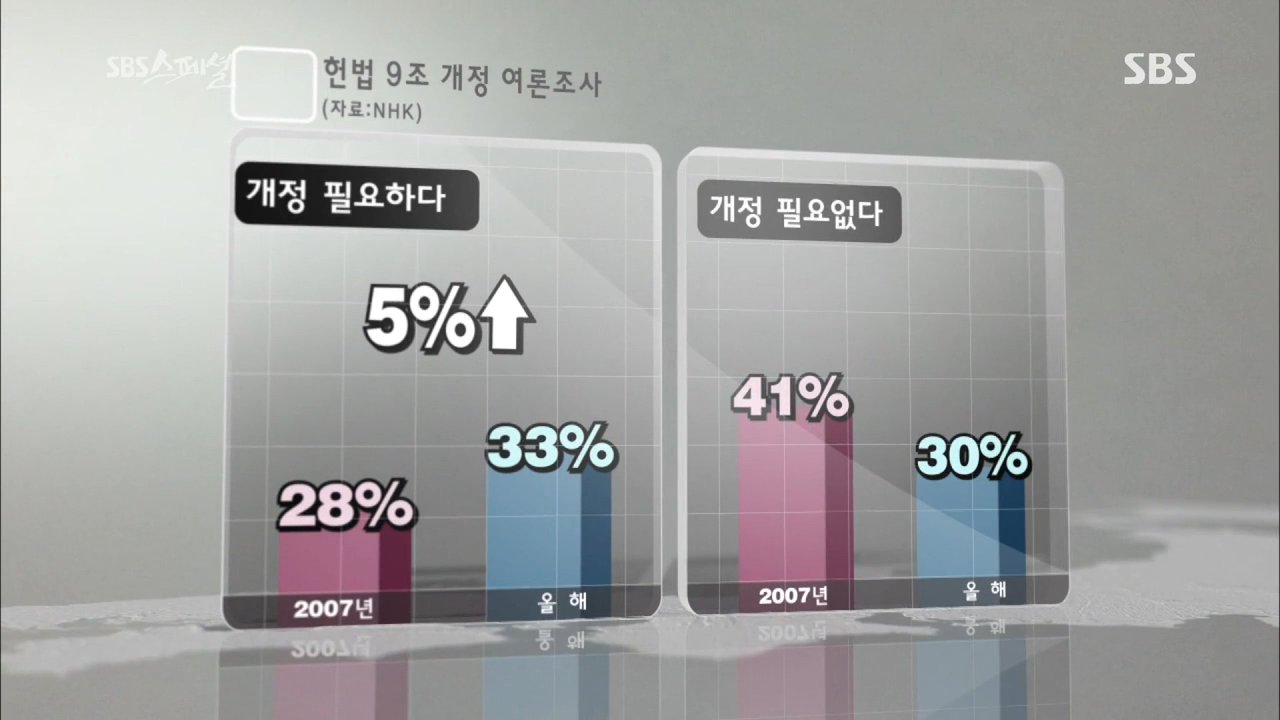 SBS스페셜
헌법 9조 개정 여론조사
(자료:NHK)
SBS
개정 필요하다
5%
28%
33%
2007년
올 해
개정 필요없다
41%
30%
2007년
올 해